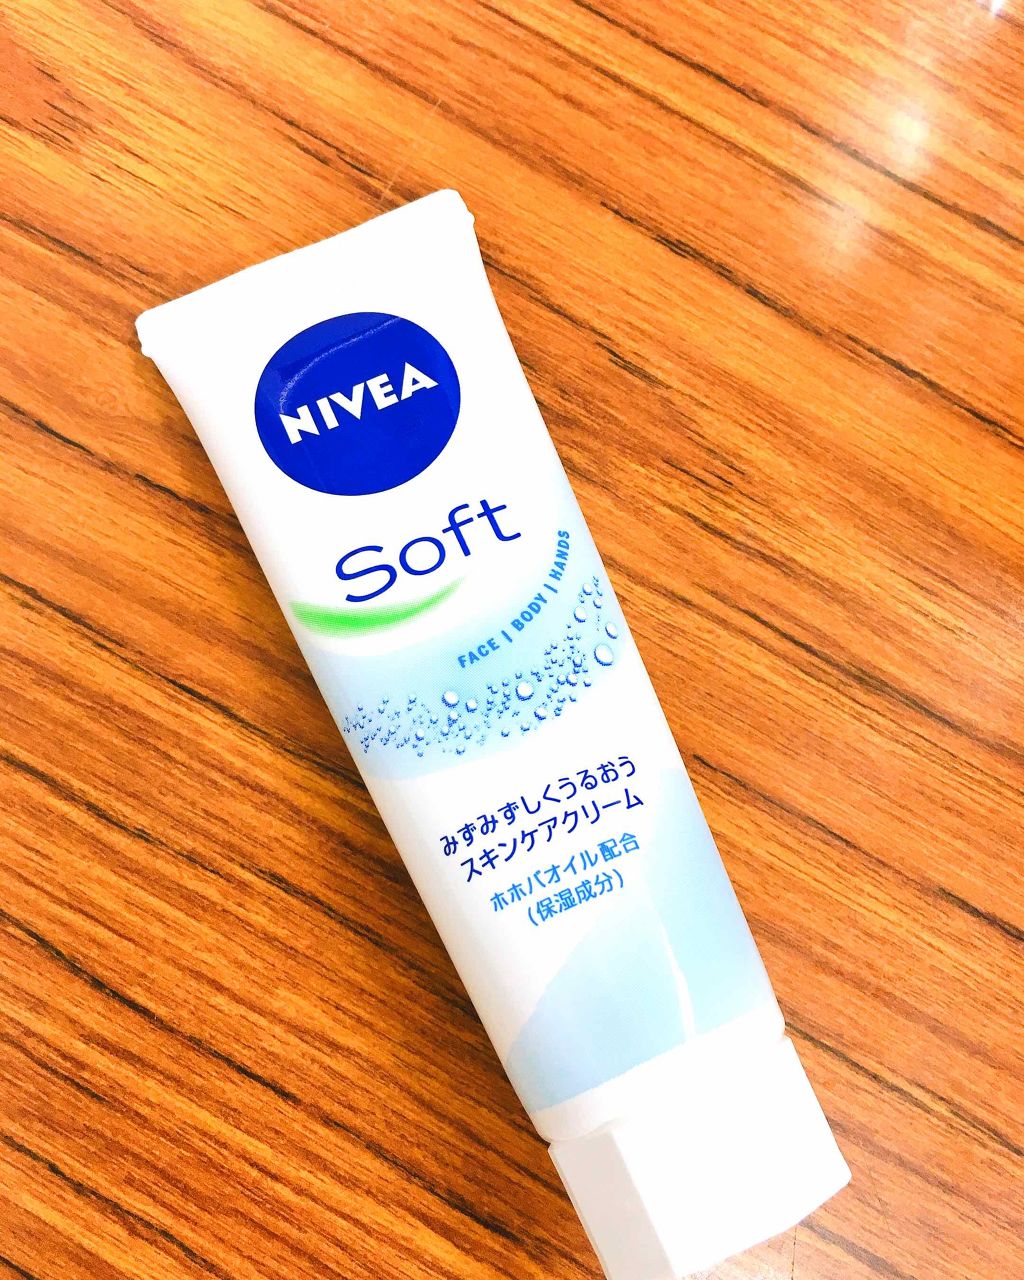 NIVEA
Soft
FACE | BODY | HANDS
みずみずしくうるおう
スキンケアクリーム
ホホバオイル配合
(保湿成分)